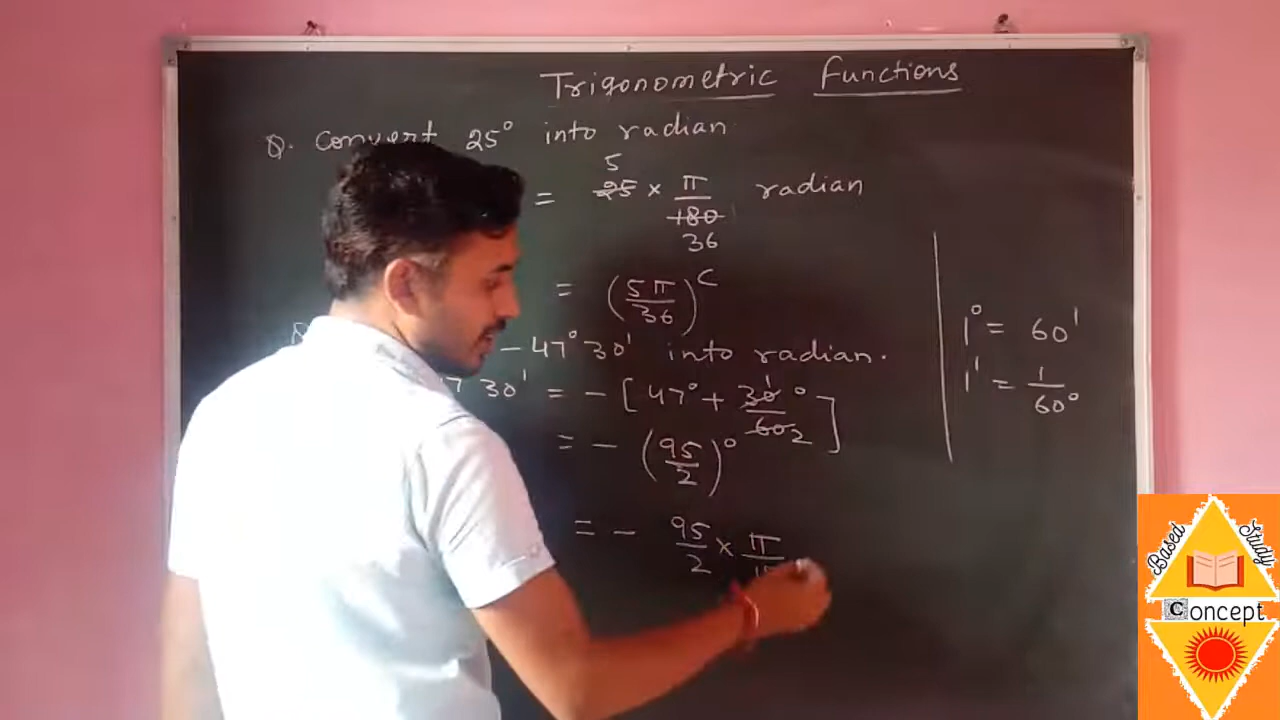 Trigonometric Functions
Q. Convert 25° into radian
5
= 25 × π/180 radian
36
= (5π/36)^c
- 47° 30' into radian.
30' = - [47° + 30/60°]
1
2
= - (95/2)°
= - 95/2 × π/
1° = 60'
1' = 1/60°
Based Study
Concept